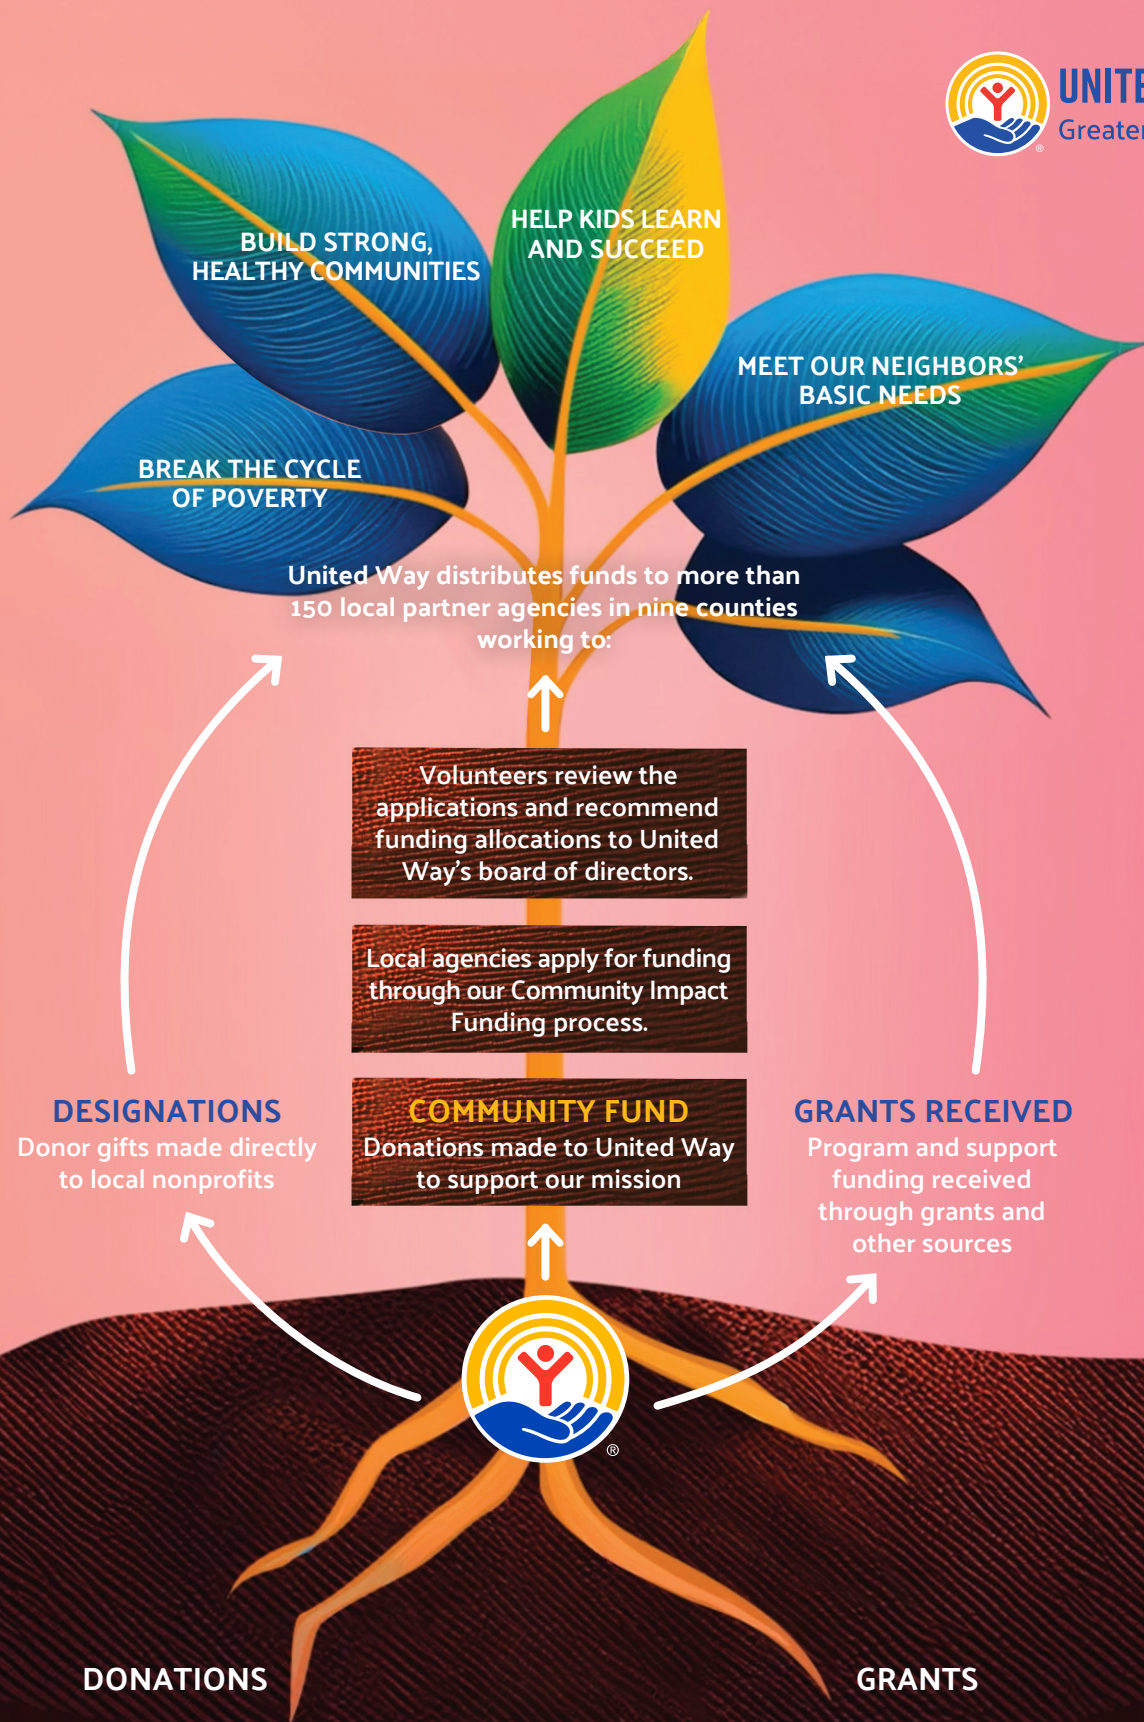 UNITE
Greater
HELP KIDS LEARN
AND SUCCEED
BUILD STRONG,
HEALTHY COMMUNITIES
MEET OUR NEIGHBORS’
BASIC NEEDS
BREAK THE CYCLE
OF POVERTY
United Way distributes funds to more than
150 local partner agencies in nine counties
working to:
Volunteers review the
applications and recommend
funding allocations to United
Way’s board of directors.
Local agencies apply for funding
through our Community Impact
Funding process.
DESIGNATIONS
Donor gifts made directly
to local nonprofits
COMMUNITY FUND
Donations made to United Way
to support our mission
GRANTS RECEIVED
Program and support
funding received
through grants and
other sources
®
DONATIONS
GRANTS